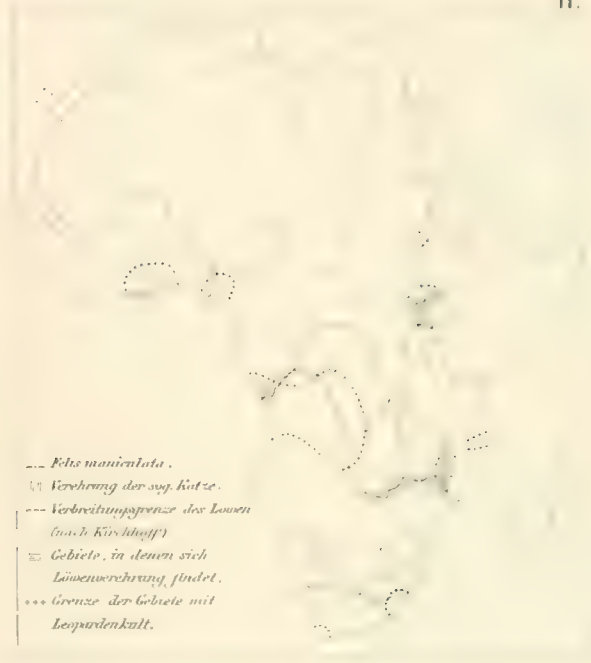 II.
Felis maniculata.
Verehrung der sog. Katze.
Verbreitungsgrenze des Löwen
(nach Kirchhoff)
Gebiete, in denen sich
Löwenverehrung findet.
Grenze der Gebiete mit
Leopardenkult.